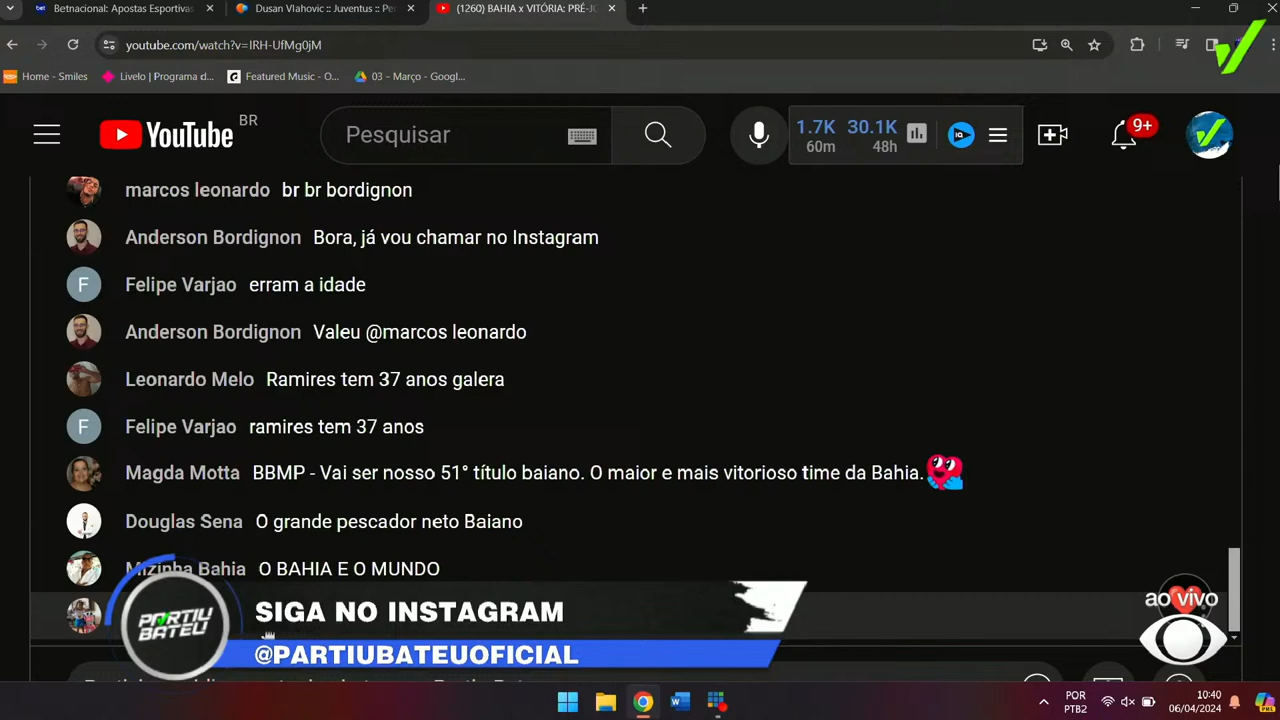 Betnacional: Apostas Esportivas
Dusan Vlahovic :: Juventus :: Pe
(1260) BAHIA x VITÓRIA: PRÉ-JO
youtube.com/watch?v=IRH-UfMg0jM
Home - Smiles
Livelo | Programa d...
Featured Music - O...
03 - Março - Googl...
YouTube BR
Pesquisar
1.7K 30.1K
60m 48h
iQ
9+
marcos leonardo br br bordignon
Anderson Bordignon Bora, já vou chamar no Instagram
F Felipe Varjao erram a idade
Anderson Bordignon Valeu @marcos leonardo
Leonardo Melo Ramires tem 37 anos galera
F Felipe Varjao ramires tem 37 anos
Magda Motta BBMP - Vai ser nosso 51° título baiano. O maior e mais vitorioso time da Bahia.
Douglas Sena O grande pescador neto Baiano
Mizinha Bahia O BAHIA E O MUNDO
PARTIU
BATEU
SIGA NO INSTAGRAM
@PARTIUBATEUOFICIAL
ao vivo
POR
PTB2
10:40
06/04/2024